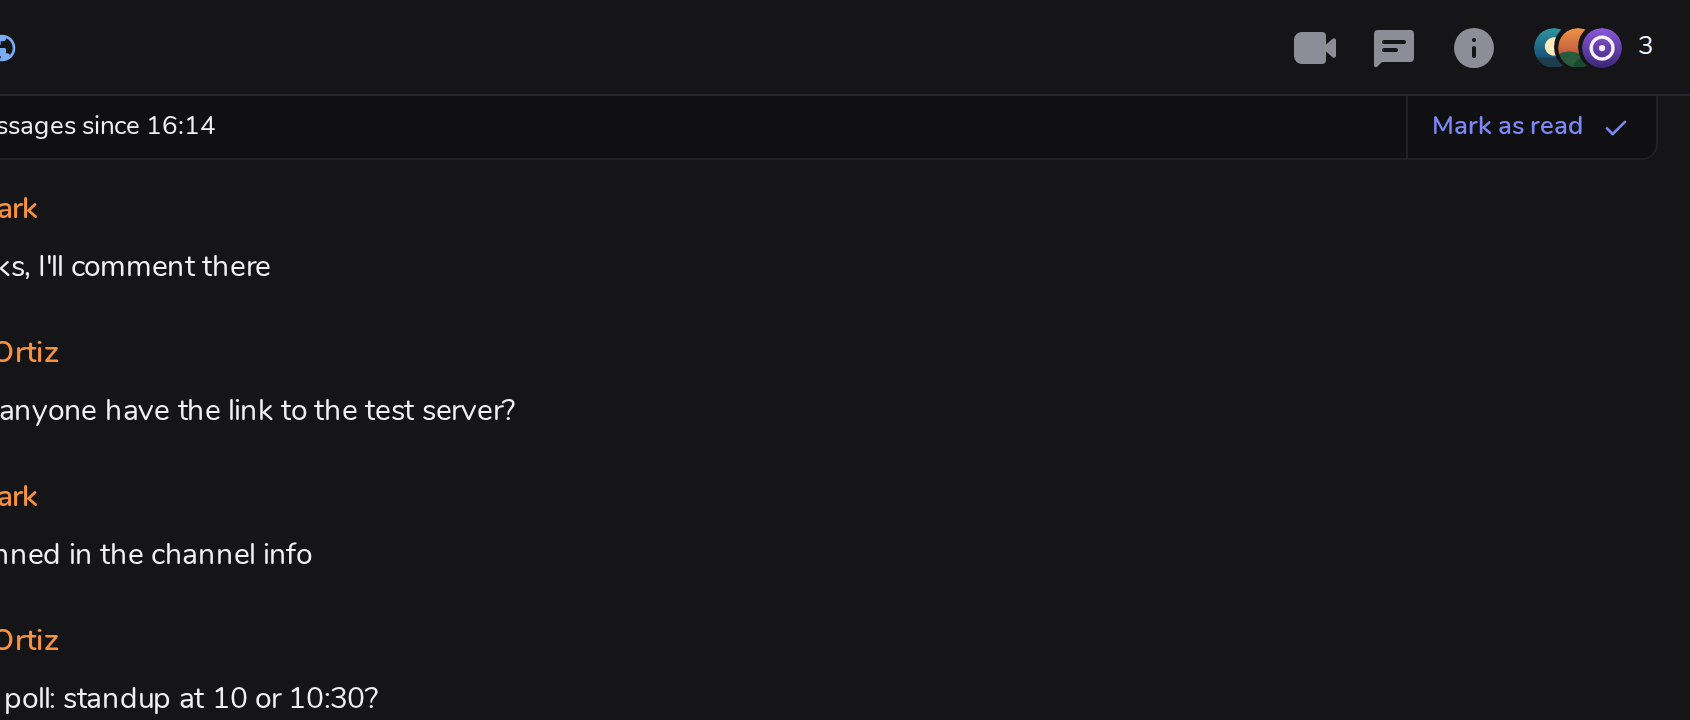 3
ssages since 16:14
Mark as read
ark
ks, I'll comment there
Ortiz
anyone have the link to the test server?
ark
nned in the channel info
Ortiz
poll: standup at 10 or 10:30?